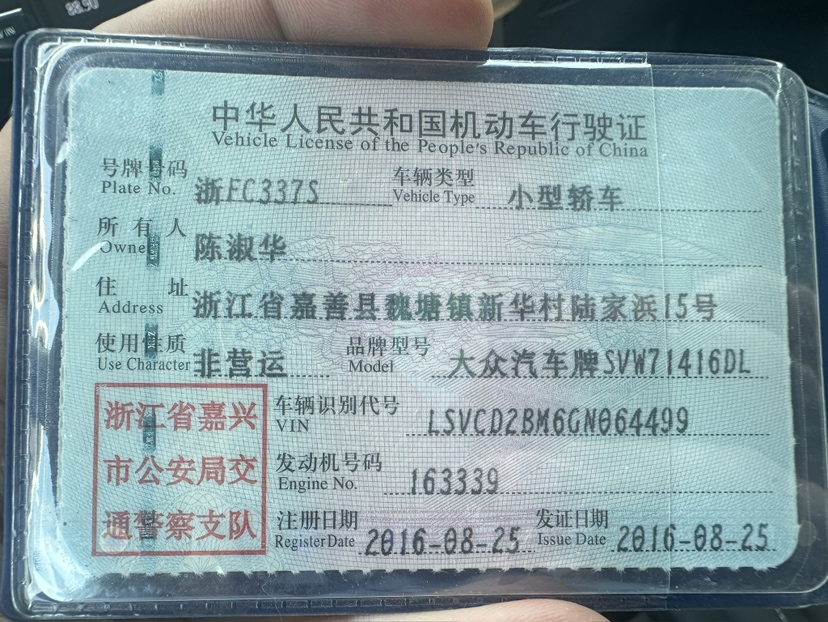 中华人民共和国机动车行驶证
Vehicle License of the People's Republic of China
号牌号码 浙FC337S 车辆类型 小型轿车
Plate No. Vehicle Type
所有人 陈淑华
Owner
住址 浙江省嘉善县魏塘镇新华村陆家浜15号
Address
使用性质 非营运 品牌型号 大众汽车牌SVW71416DL
Use Character Model
浙江省嘉兴
市公安局交
通警察支队
车辆识别代号 LSVCD2BM6GN064499
VIN
发动机号码 163339
Engine No.
注册日期 2016-08-25 发证日期 2016-08-25
Register Date Issue Date